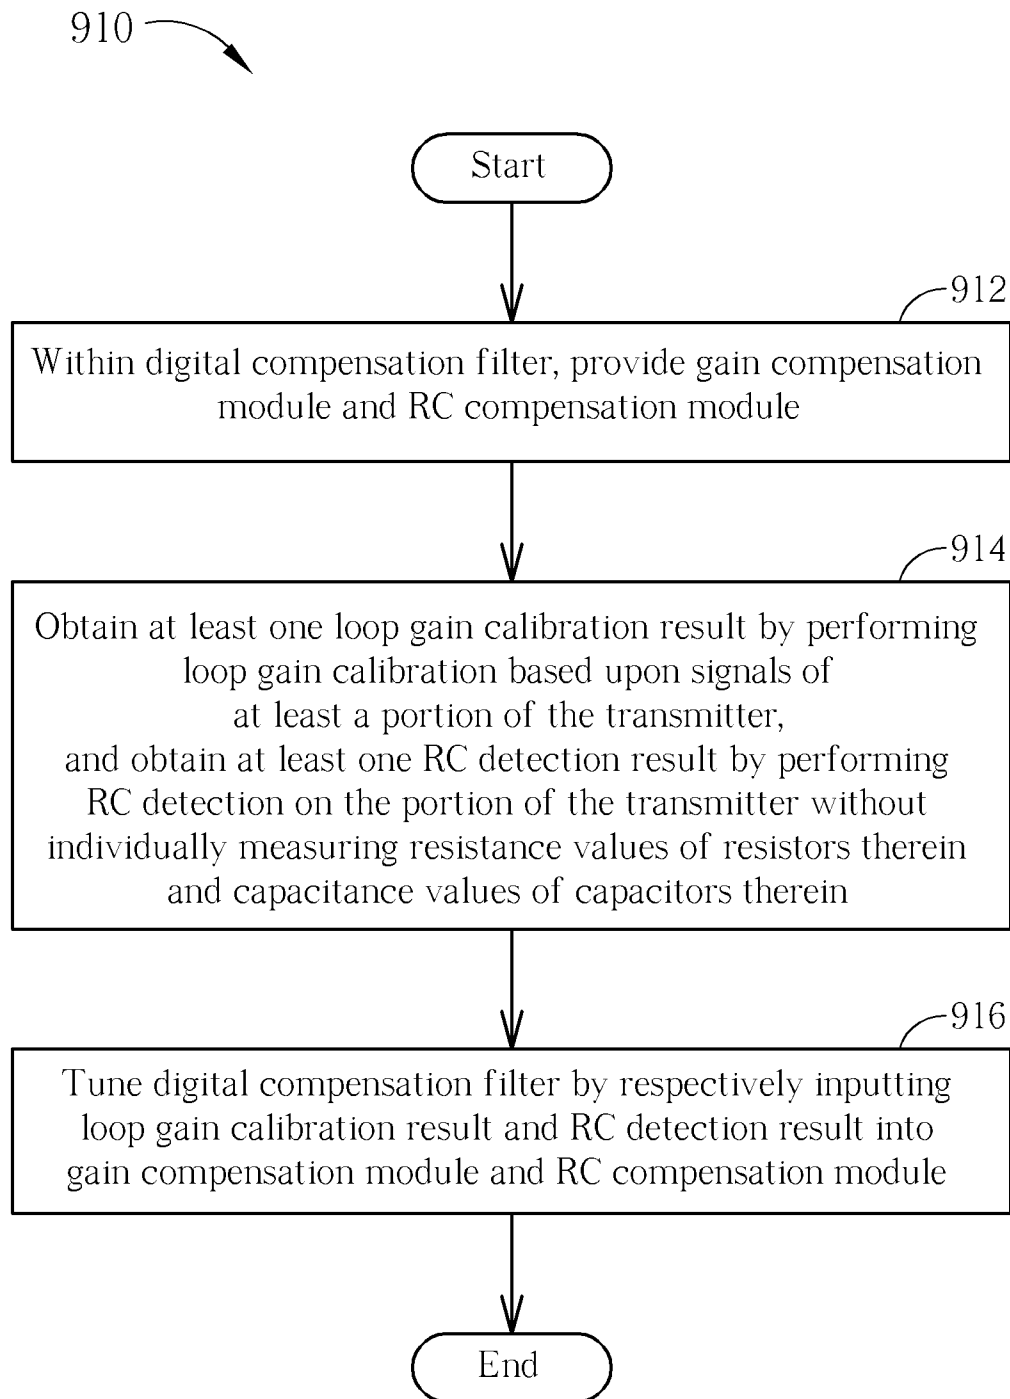 910
Start
912
Within digital compensation filter, provide gain compensation
module and RC compensation module
914
Obtain at least one loop gain calibration result by performing
loop gain calibration based upon signals of
at least a portion of the transmitter,
and obtain at least one RC detection result by performing
RC detection on the portion of the transmitter without
individually measuring resistance values of resistors therein
and capacitance values of capacitors therein
916
Tune digital compensation filter by respectively inputting
loop gain calibration result and RC detection result into
gain compensation module and RC compensation module
End